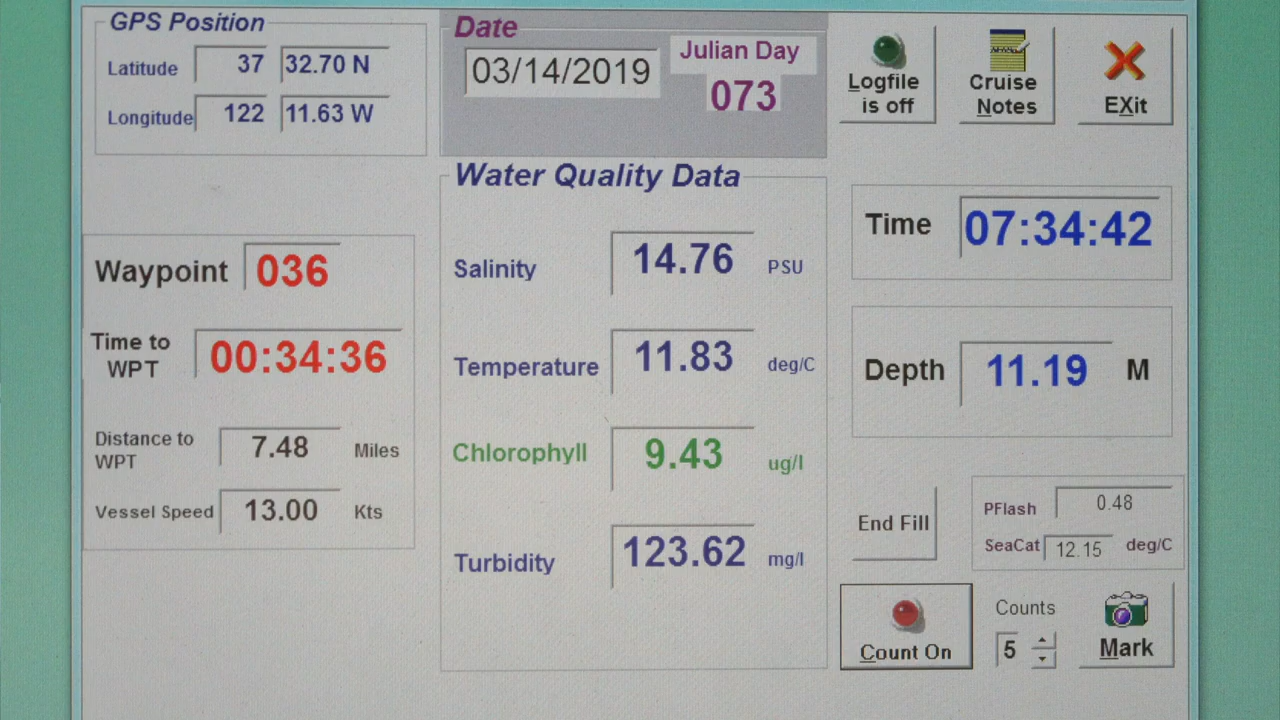 GPS Position
Latitude 37 32.70 N
Longitude 122 11.63 W
Date
03/14/2019
Julian Day
073
Logfile
is off
Cruise
Notes
EXit
Waypoint 036
Time to
WPT
00:34:36
Distance to
WPT
7.48 Miles
Vessel Speed 13.00 Kts
Water Quality Data
Salinity 14.76 PSU
Temperature 11.83 deg/C
Chlorophyll 9.43 ug/l
Turbidity 123.62 mg/l
Time 07:34:42
Depth 11.19 M
End Fill
PFlash 0.48
SeaCat 12.15 deg/C
Count On
Counts
5
Mark